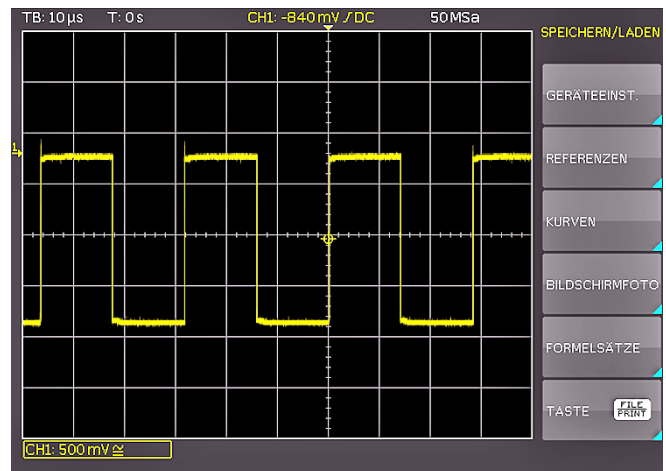 TB: 10 µs T: 0 s CH1: -840 mV / DC 50 MSa
SPEICHERN/LADEN
GERÄTEEINST.
1
REFERENZEN
KURVEN
BILDSCHIRMFOTO
FORMELSÄTZE
TASTE FILE PRINT
CH1: 500 mV ≅